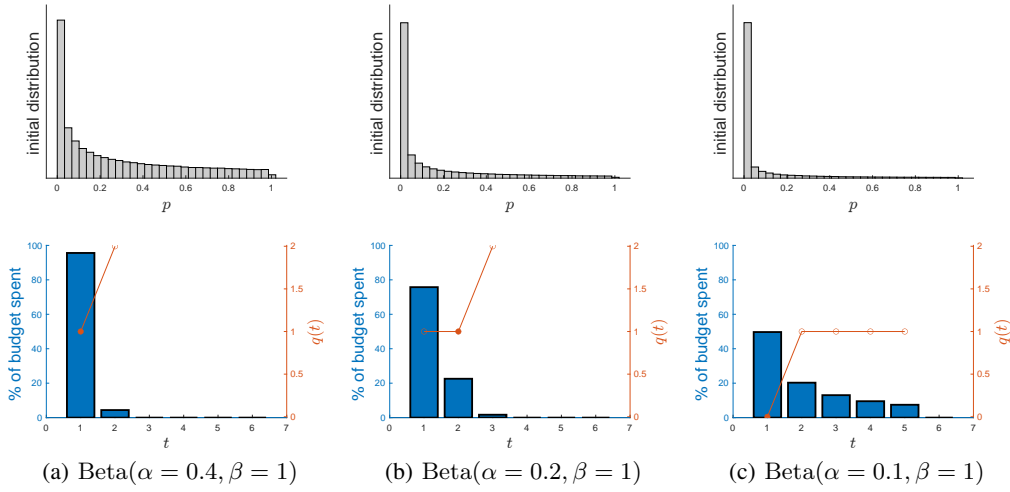 initial distribution
0 0.2 0.4 0.6 0.8 1
p
initial distribution
0 0.2 0.4 0.6 0.8 1
p
initial distribution
0 0.2 0.4 0.6 0.8 1
p
% of budget spent
100
80
60
40
20
0
0 1 2 3 4 5 6 7
t
2
1.5
1
0.5
0
q(t)
% of budget spent
100
80
60
40
20
0
0 1 2 3 4 5 6 7
t
2
1.5
1
0.5
0
q(t)
% of budget spent
100
80
60
40
20
0
0 1 2 3 4 5 6 7
t
2
1.5
1
0.5
0
q(t)
(a) Beta(α = 0.4, β = 1)
(b) Beta(α = 0.2, β = 1)
(c) Beta(α = 0.1, β = 1)